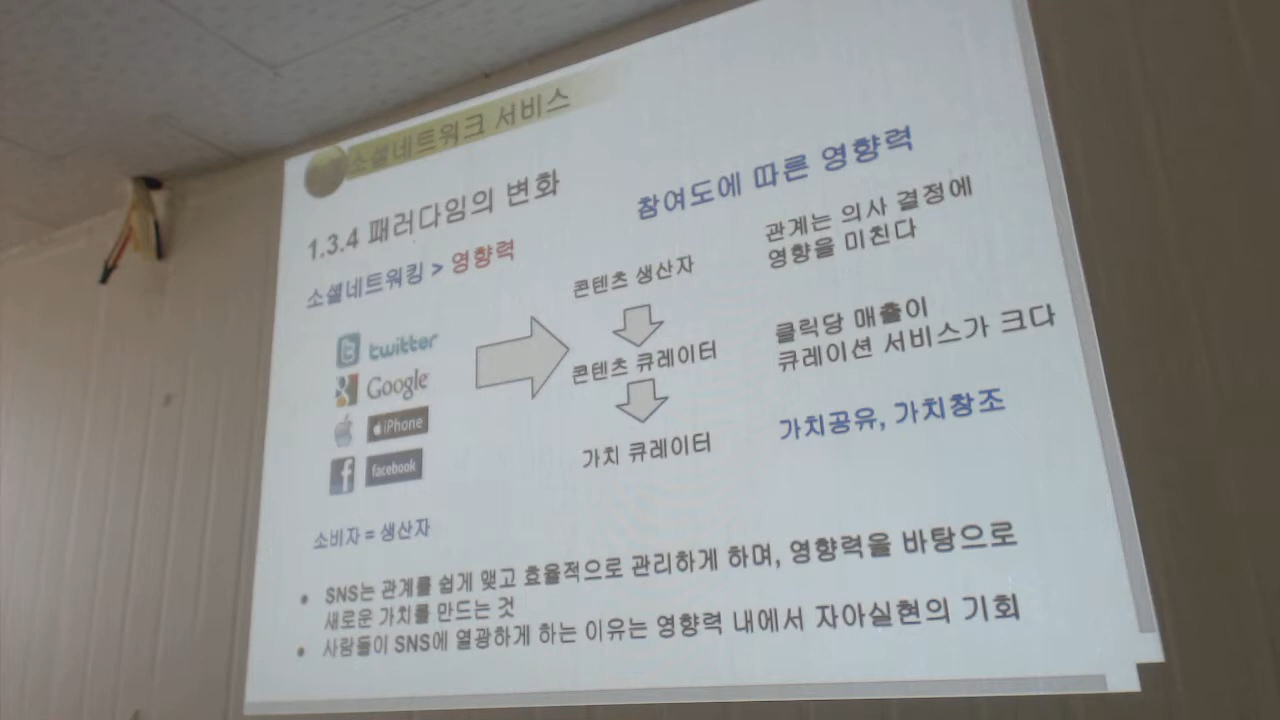 소셜네트워크 서비스
1.3.4 패러다임의 변화
소셜네트워킹 > 영향력
참여도에 따른 영향력
twitter
Google
iPhone
f facebook
콘텐츠 생산자
콘텐츠 큐레이터
가치 큐레이터
관계는 의사 결정에
영향을 미친다
클릭당 매출이
큐레이션 서비스가 크다
가치공유, 가치창조
소비자 = 생산자
• SNS는 관계를 쉽게 맺고 효율적으로 관리하게 하며, 영향력을 바탕으로
새로운 가치를 만드는 것
• 사람들이 SNS에 열광하게 하는 이유는 영향력 내에서 자아실현의 기회